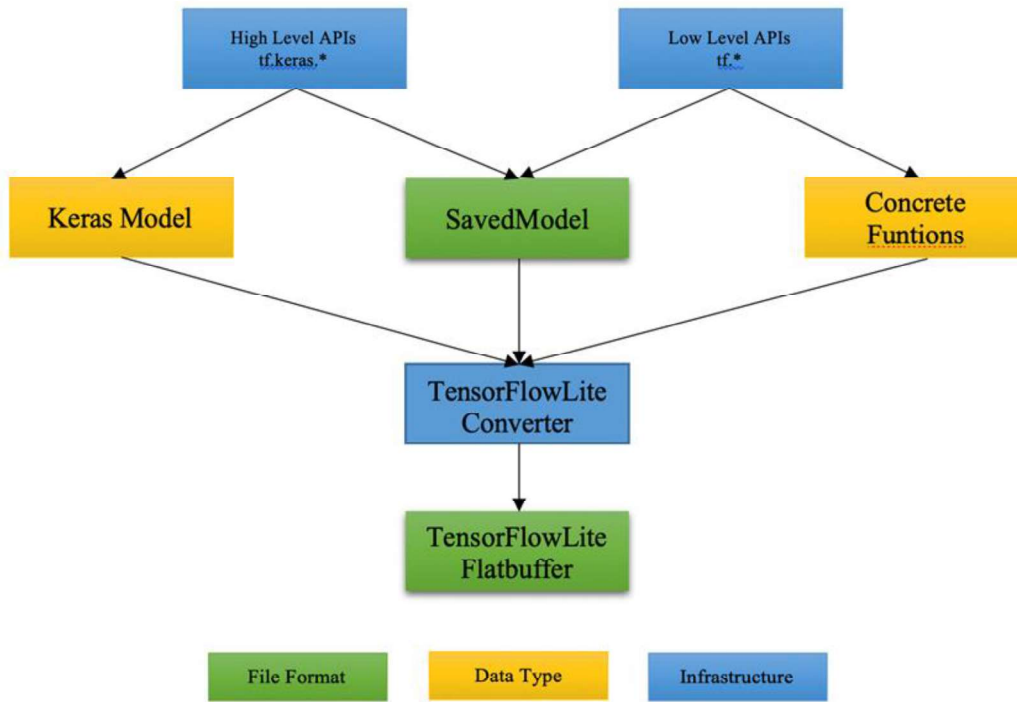 High Level APIs
tf.keras.*
Low Level APIs
tf.*
Keras Model
SavedModel
Concrete
Funtions
TensorFlowLite
Converter
TensorFlowLite
Flatbuffer
File Format
Data Type
Infrastructure